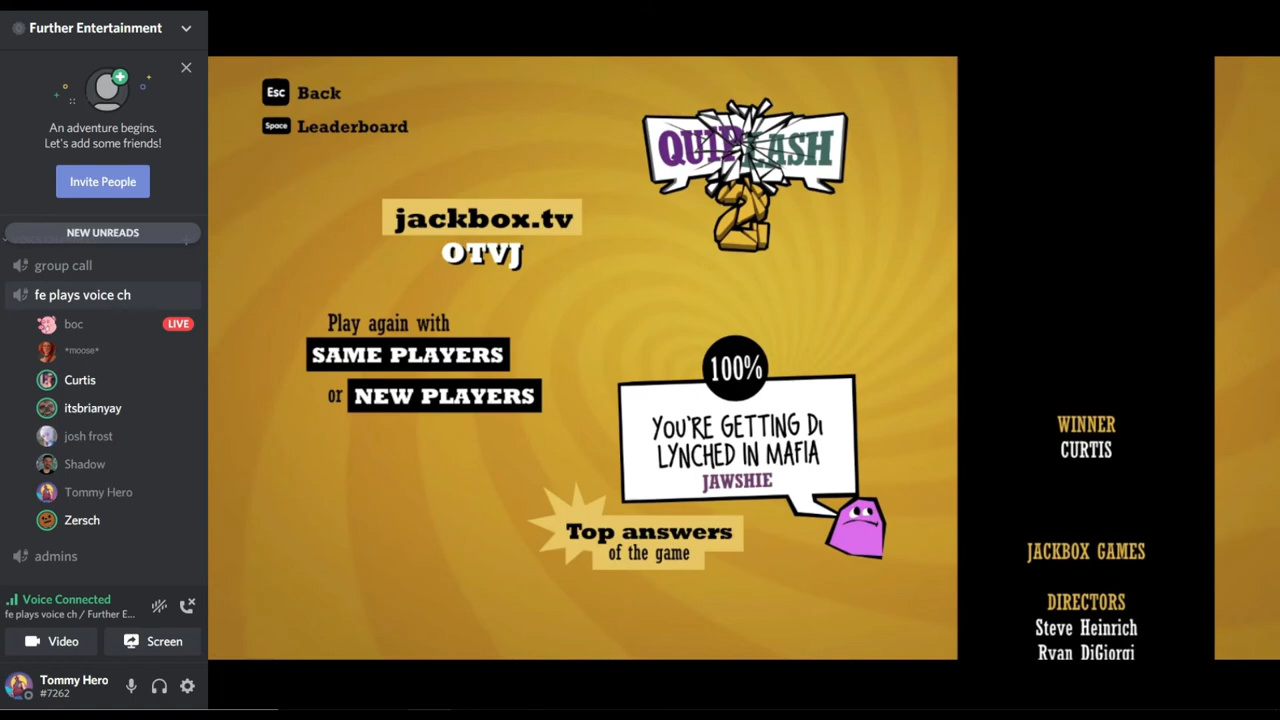 Further Entertainment
An adventure begins.
Let's add some friends!
Invite People
NEW UNREADS
group call
fe plays voice ch
boc
LIVE
*moose*
Curtis
itsbrianyay
josh frost
Shadow
Tommy Hero
Zersch
admins
Voice Connected
fe plays voice ch / Further E...
Video
Screen
Tommy Hero
#7262
Esc Back
Space Leaderboard
jackbox.tv
OTVJ
Play again with
SAME PLAYERS
or NEW PLAYERS
QUIPLASH
2
100%
YOU'RE GETTING
LYNCHED IN MAFIA
JAWSHIE
Top answers
of the game
WINNER
CURTIS
JACKBOX GAMES
DIRECTORS
Steve Heinrich
Ryan DiGiorgi